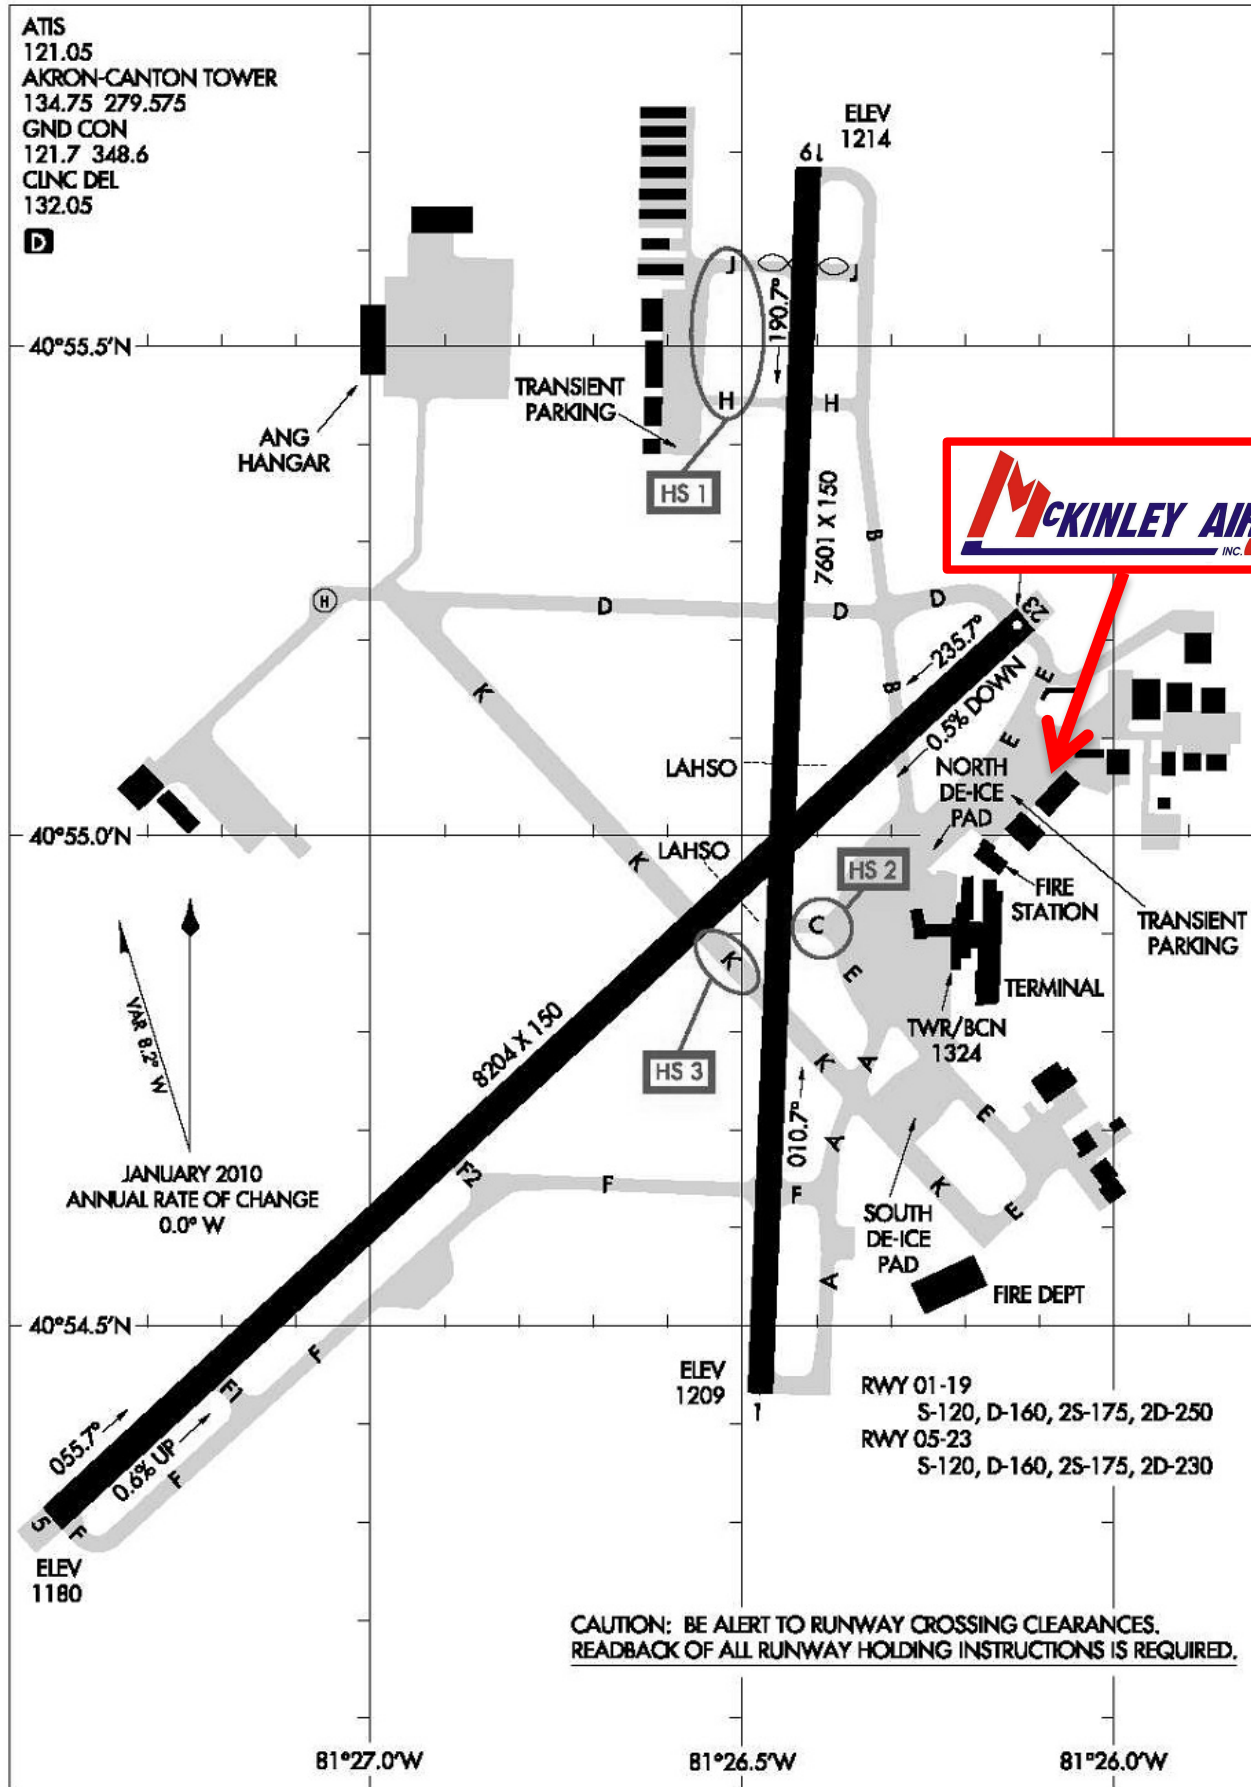 ATIS
121.05
AKRON-CANTON TOWER
134.75 279.575
GND CON
121.7 348.6
CLNC DEL
132.05
D
ELEV
1214
19
J
J
190.7°
40°55.5'N
TRANSIENT
PARKING
H
H
ANG
HANGAR
HS 1
7601 X 150
McKINLEY AIR
INC.
B
H
D
D
D
23
235.7°
0.5% DOWN
K
B
E
E
LAHSO
NORTH
DE-ICE
PAD
40°55.0'N
LAHSO
K
HS 2
FIRE
STATION
TRANSIENT
PARKING
C
K
E
TERMINAL
VAR 8.2° W
8204 X 150
TWR/BCN
1324
HS 3
K
A
010.7°
E
A
JANUARY 2010
ANNUAL RATE OF CHANGE
0.0° W
F2
F
F
K
E
SOUTH
DE-ICE
PAD
A
FIRE DEPT
40°54.5'N
F
ELEV
1209
F1
1
RWY 01-19
S-120, D-160, 2S-175, 2D-250
RWY 05-23
S-120, D-160, 2S-175, 2D-230
055.7°
0.6% UP
F
5
F
ELEV
1180
CAUTION: BE ALERT TO RUNWAY CROSSING CLEARANCES.
READBACK OF ALL RUNWAY HOLDING INSTRUCTIONS IS REQUIRED.
81°27.0'W
81°26.5'W
81°26.0'W